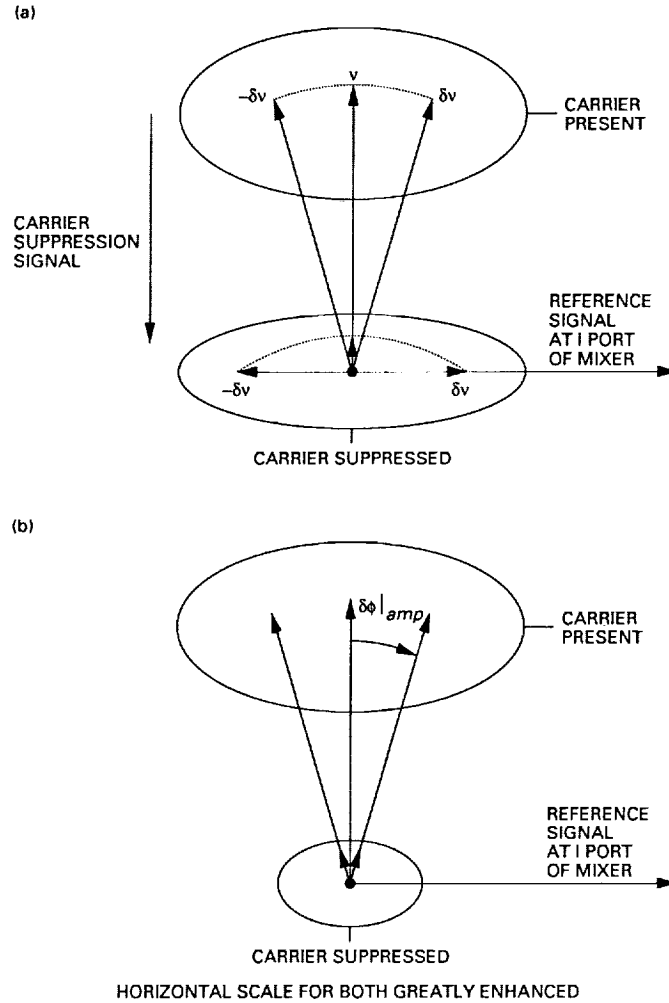 (a)
–δν
ν
δν
CARRIER
PRESENT
CARRIER
SUPPRESSION
SIGNAL
REFERENCE
SIGNAL
AT I PORT
OF MIXER
–δν
δν
CARRIER SUPPRESSED
(b)
δϕ|amp
CARRIER
PRESENT
REFERENCE
SIGNAL
AT I PORT
OF MIXER
CARRIER SUPPRESSED
HORIZONTAL SCALE FOR BOTH GREATLY ENHANCED